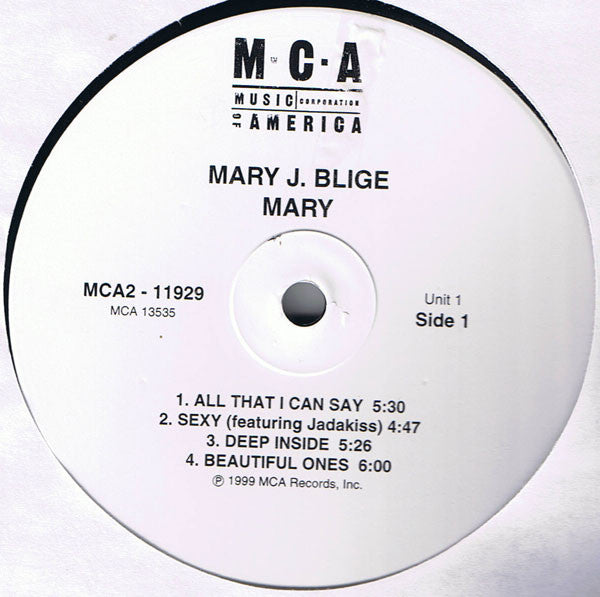 M·C·A
MUSIC CORPORATION
OF AMERICA
MARY J. BLIGE
MARY
MCA2 - 11929
MCA 13535
Unit 1
Side 1
1. ALL THAT I CAN SAY 5:30
2. SEXY (featuring Jadakiss) 4:47
3. DEEP INSIDE 5:26
4. BEAUTIFUL ONES 6:00
℗ 1999 MCA Records, Inc.